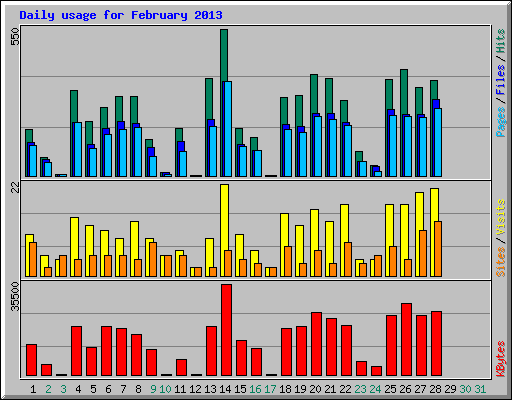 Daily usage for February 2013
550
Pages / Files / Hits
22
Sites / Visits
35500
KBytes
1 2 3 4 5 6 7 8 9 10 11 12 13 14 15 16 17 18 19 20 21 22 23 24 25 26 27 28 29 30 31